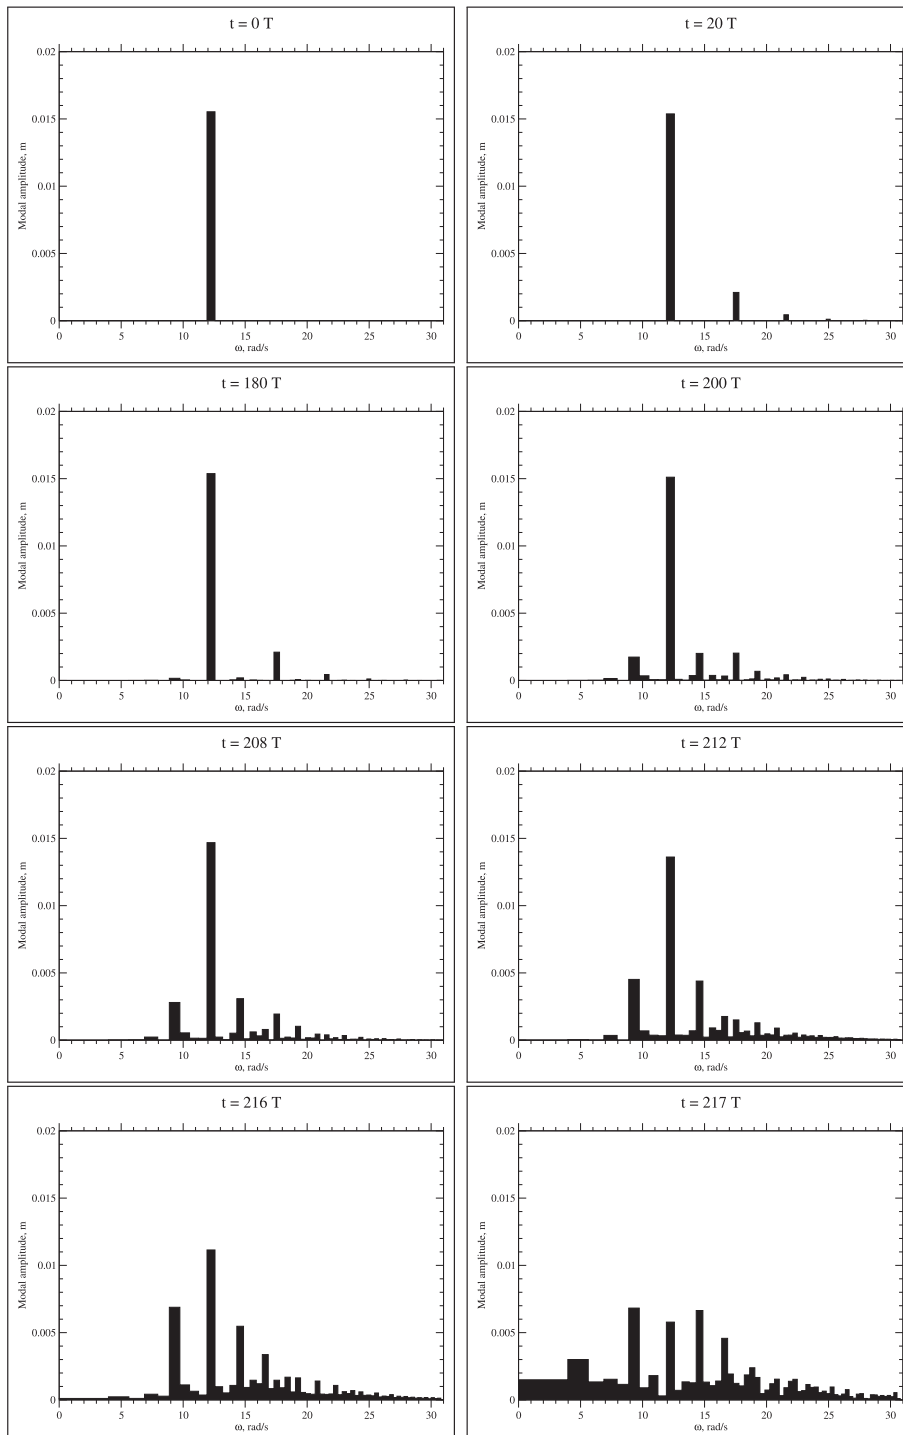 t = 0 T
0.02
0.015
0.01
0.005
0
Modal amplitude, m
0 5 10 15 20 25 30
ω, rad/s
t = 20 T
0.02
0.015
0.01
0.005
0
Modal amplitude, m
0 5 10 15 20 25 30
ω, rad/s
t = 180 T
0.02
0.015
0.01
0.005
0
Modal amplitude, m
0 5 10 15 20 25 30
ω, rad/s
t = 200 T
0.02
0.015
0.01
0.005
0
Modal amplitude, m
0 5 10 15 20 25 30
ω, rad/s
t = 208 T
0.02
0.015
0.01
0.005
0
Modal amplitude, m
0 5 10 15 20 25 30
ω, rad/s
t = 212 T
0.02
0.015
0.01
0.005
0
Modal amplitude, m
0 5 10 15 20 25 30
ω, rad/s
t = 216 T
0.02
0.015
0.01
0.005
0
Modal amplitude, m
0 5 10 15 20 25 30
ω, rad/s
t = 217 T
0.02
0.015
0.01
0.005
0
Modal amplitude, m
0 5 10 15 20 25 30
ω, rad/s